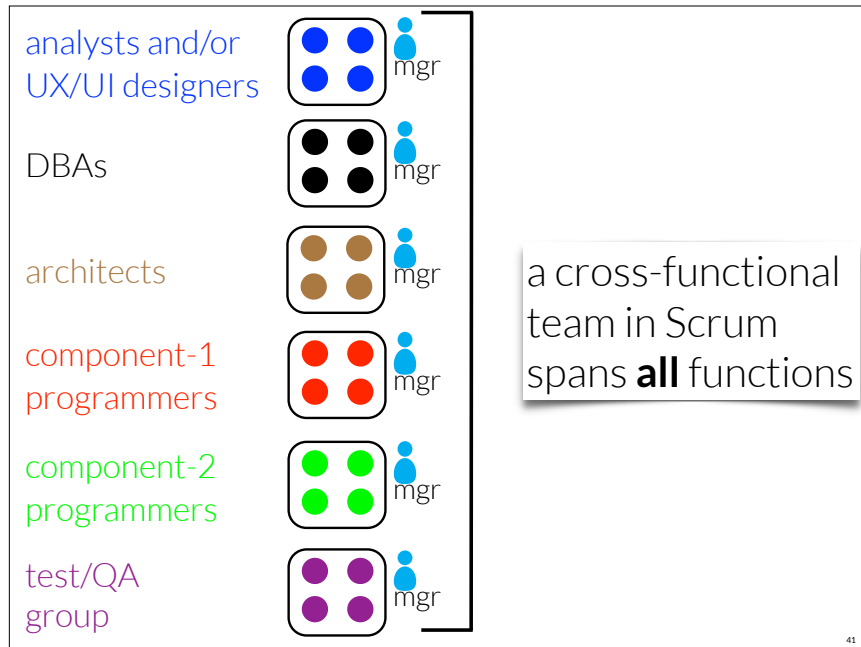 analysts and/or
UX/UI designers
mgr
DBAs
mgr
architects
mgr
component-1
programmers
mgr
component-2
programmers
mgr
test/QA
group
mgr
a cross-functional
team in Scrum
spans all functions
41